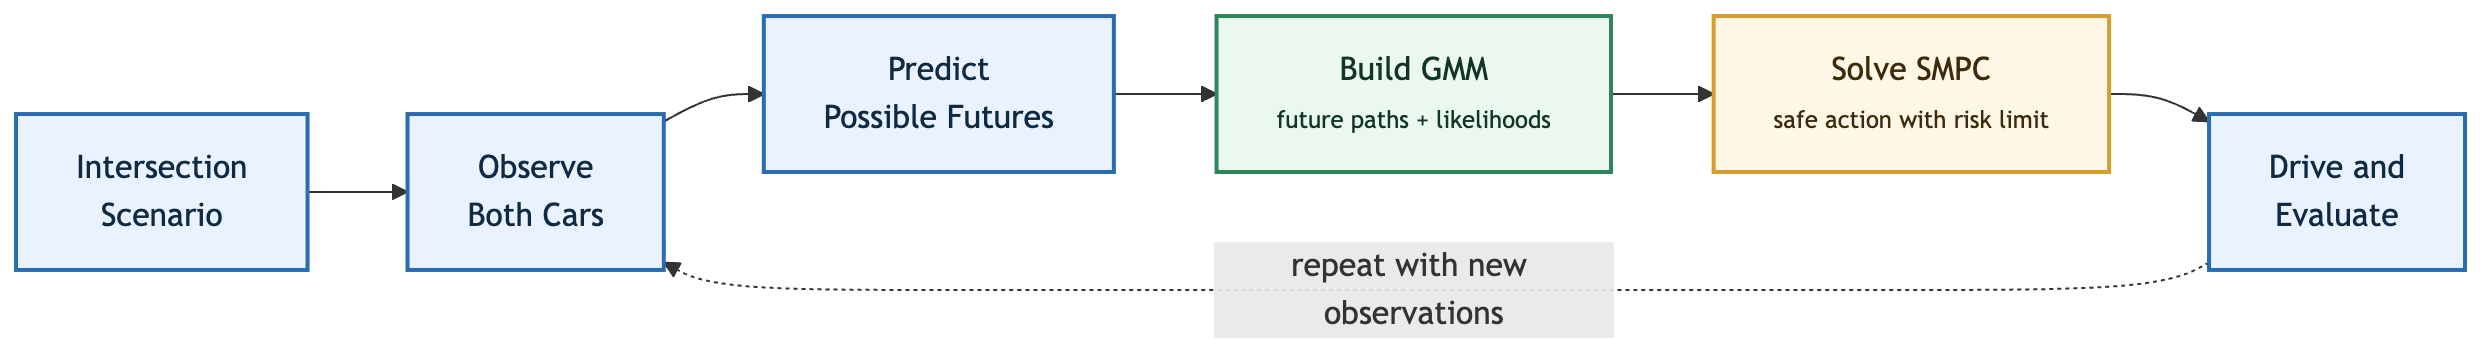 Intersection
Scenario
Observe
Both Cars
Predict
Possible Futures
Build GMM
future paths + likelihoods
Solve SMPC
safe action with risk limit
Drive and
Evaluate
repeat with new
observations